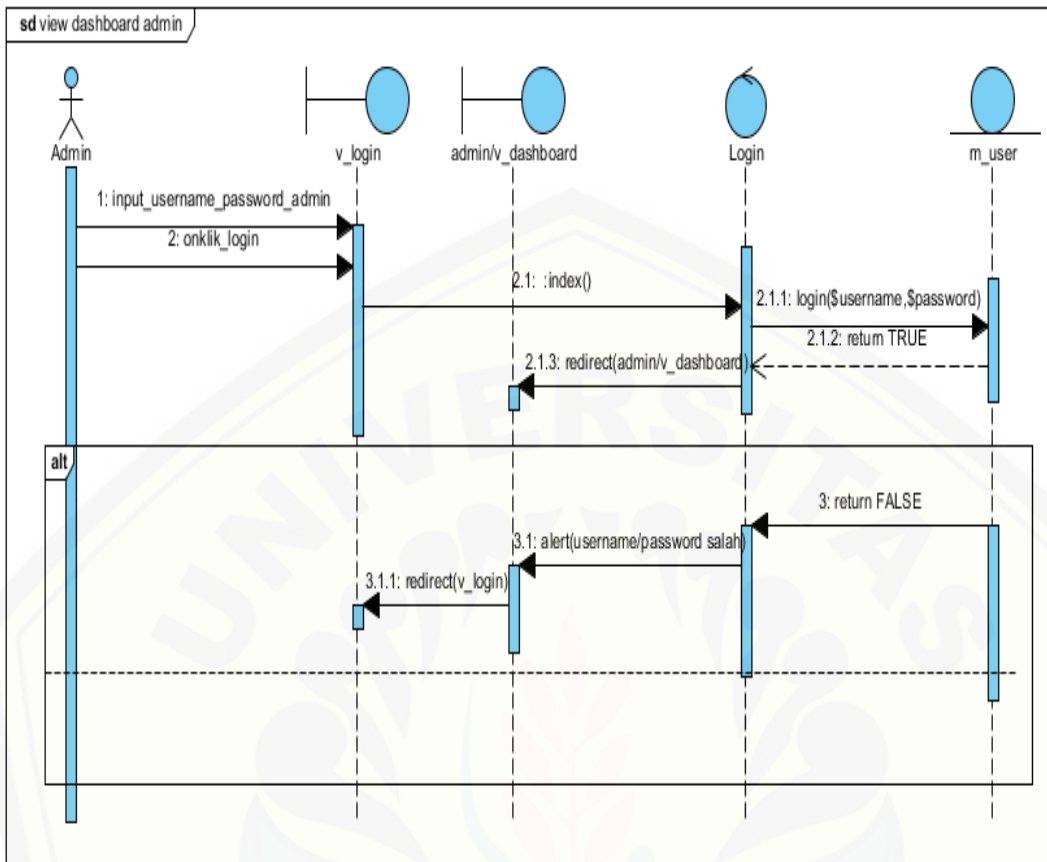 sd view dashboard admin
Admin
v_login
admin/v_dashboard
Login
m_user
1: input_username_password_admin
2: onklik_login
2.1: :index()
2.1.1: login($username,$password)
2.1.2: return TRUE
2.1.3: redirect(admin/v_dashboard)
alt
3: return FALSE
3.1: alert(username/password salah)
3.1.1: redirect(v_login)
UNIVERSITAS